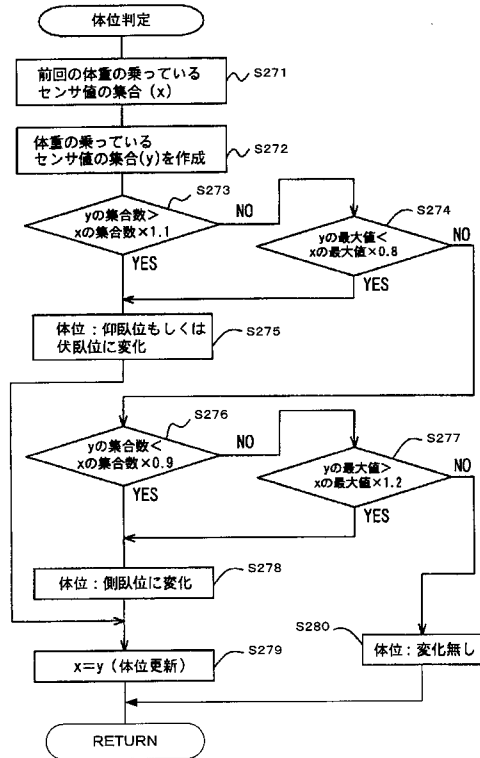 体位判定
前回の体重の乗っている
センサ値の集合(x)
S271
体重の乗っている
センサ値の集合(y)を作成
S272
S273
yの集合数>
xの集合数×1.1
NO
YES
S274
yの最大値<
xの最大値×0.8
NO
YES
体位:仰臥位もしくは
伏臥位に変化
S275
S276
yの集合数<
xの集合数×0.9
NO
YES
S277
yの最大値>
xの最大値×1.2
NO
YES
体位:側臥位に変化
S278
S280
体位:変化無し
x=y(体位更新)
S279
RETURN